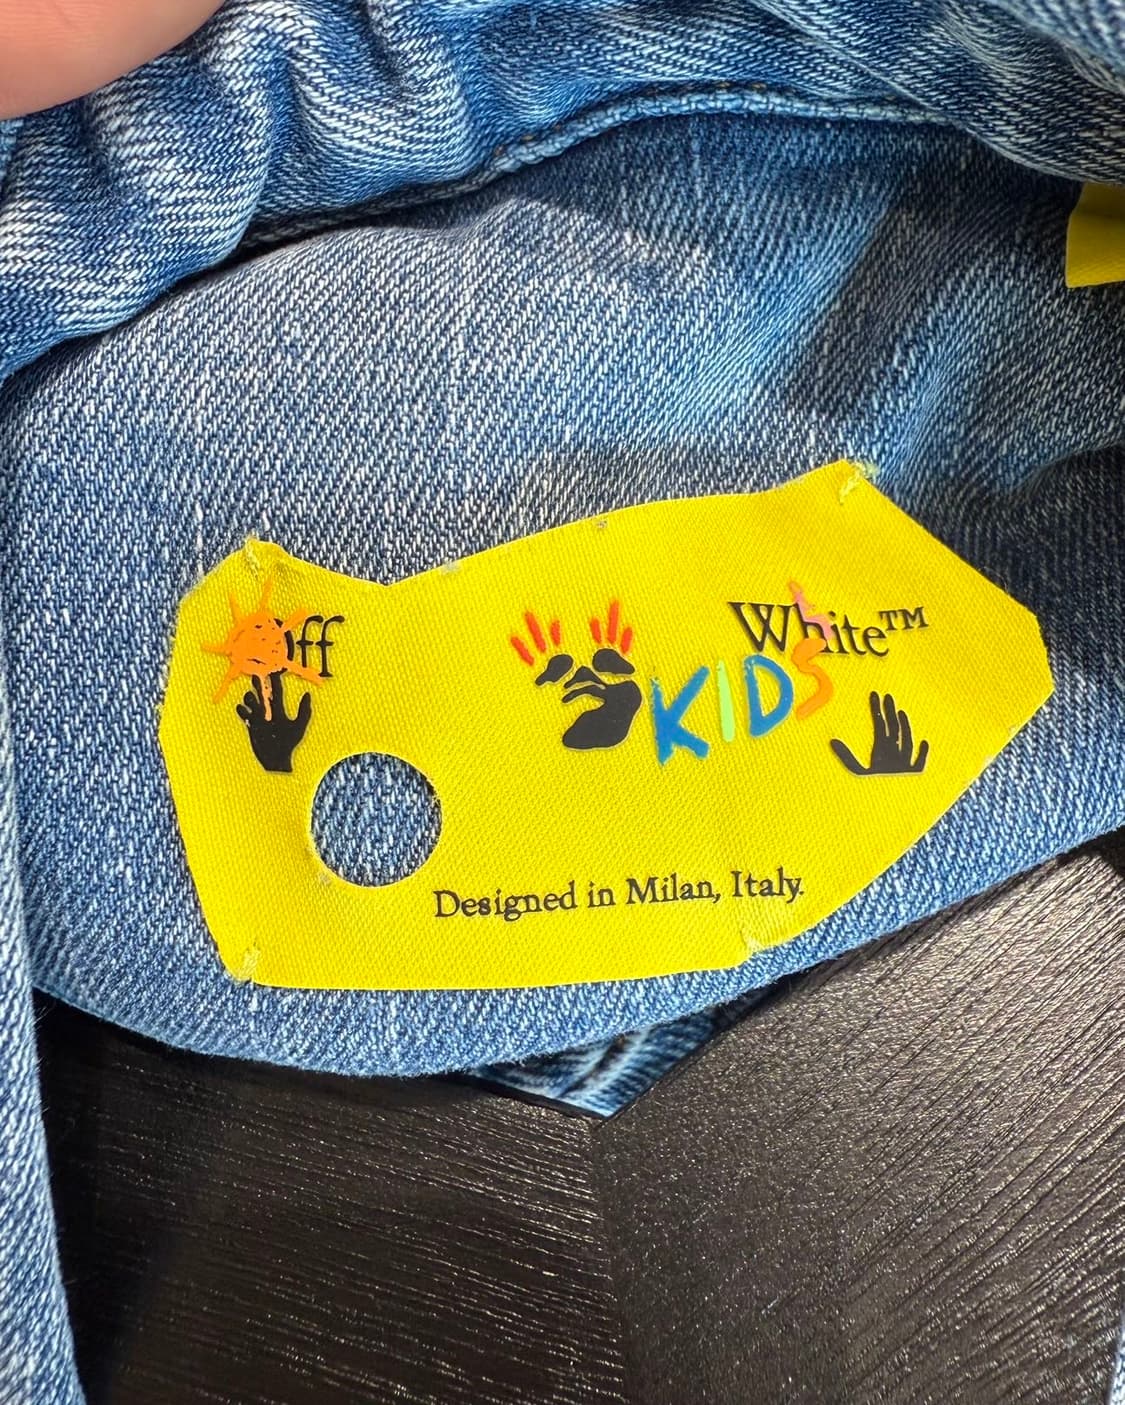 Off
White™
KIDS
Designed in Milan, Italy.